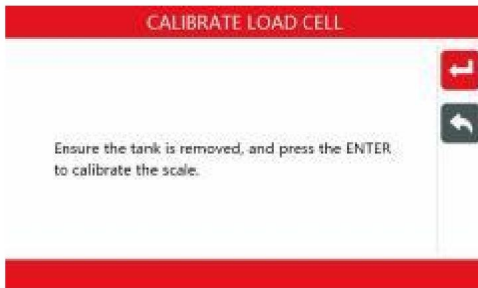 CALIBRATE LOAD CELL
Ensure the tank is removed, and press the ENTER
to calibrate the scale.